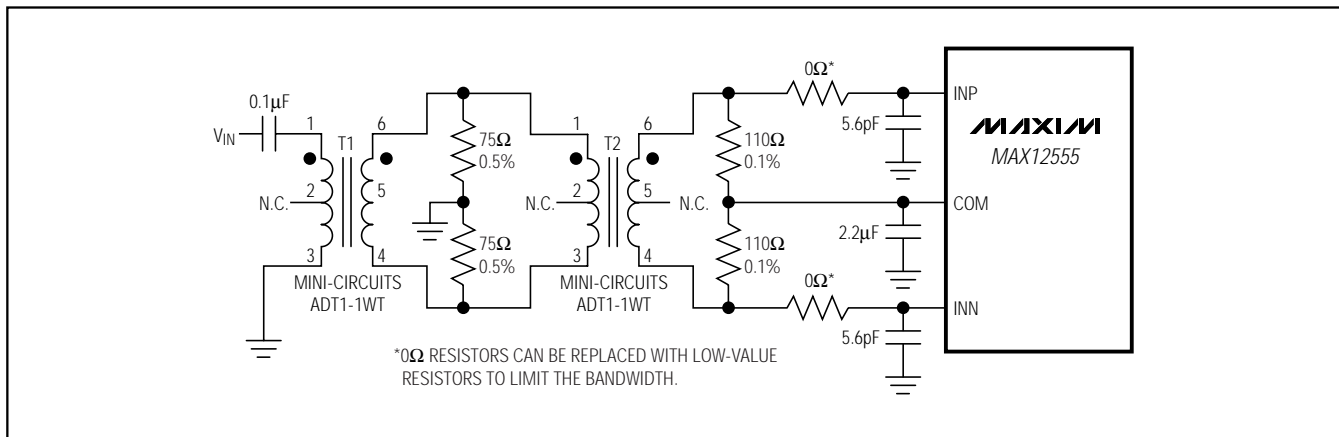 0.1μF
V_IN
N.C.
1
2
3
T1
6
5
4
MINI-CIRCUITS
ADT1-1WT
75Ω
0.5%
75Ω
0.5%
N.C.
1
2
3
T2
6
5
4
N.C.
MINI-CIRCUITS
ADT1-1WT
110Ω
0.1%
110Ω
0.1%
0Ω*
5.6pF
2.2μF
0Ω*
5.6pF
INP
COM
INN
MAXIM
MAX12555
*0Ω RESISTORS CAN BE REPLACED WITH LOW-VALUE
RESISTORS TO LIMIT THE BANDWIDTH.